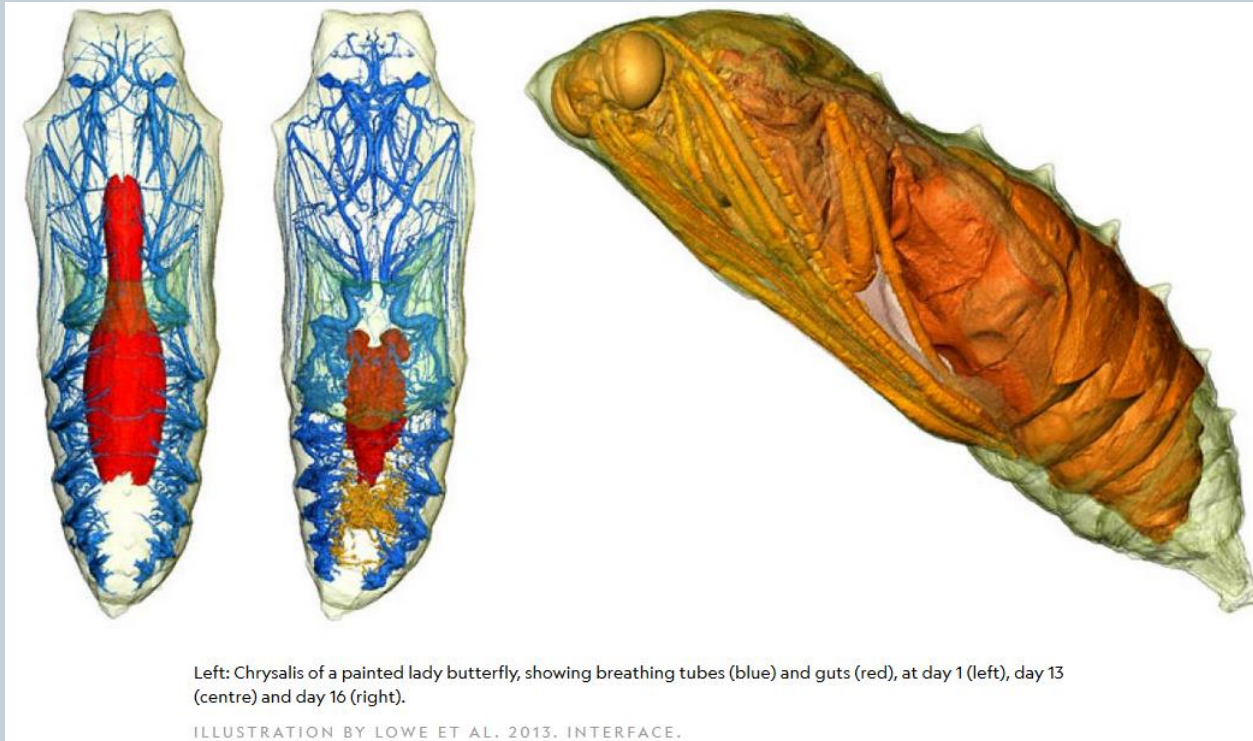 Left: Chrysalis of a painted lady butterfly, showing breathing tubes (blue) and guts (red), at day 1 (left), day 13
(centre) and day 16 (right).
ILLUSTRATION BY LOWE ET AL. 2013. INTERFACE.